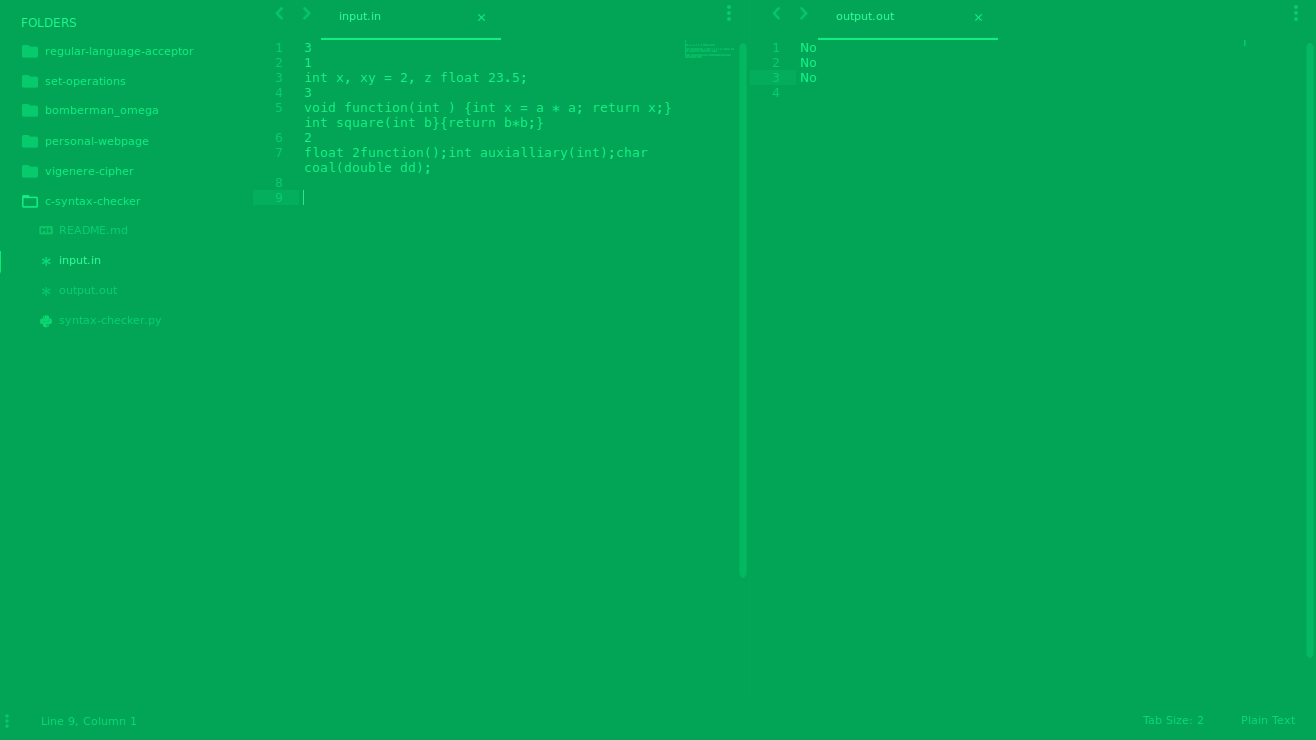 FOLDERS
regular-language-acceptor
set-operations
bomberman_omega
personal-webpage
vigenere-cipher
c-syntax-checker
README.md
input.in
output.out
syntax-checker.py
input.in ×
1 3
2 1
3 int x, xy = 2, z float 23.5;
4 3
5 void function(int ) {int x = a * a; return x;}
int square(int b}{return b*b;}
6 2
7 float 2function();int auxialliary(int);char
coal(double dd);
8
9
output.out ×
1 No
2 No
3 No
4
Line 9, Column 1
Tab Size: 2
Plain Text